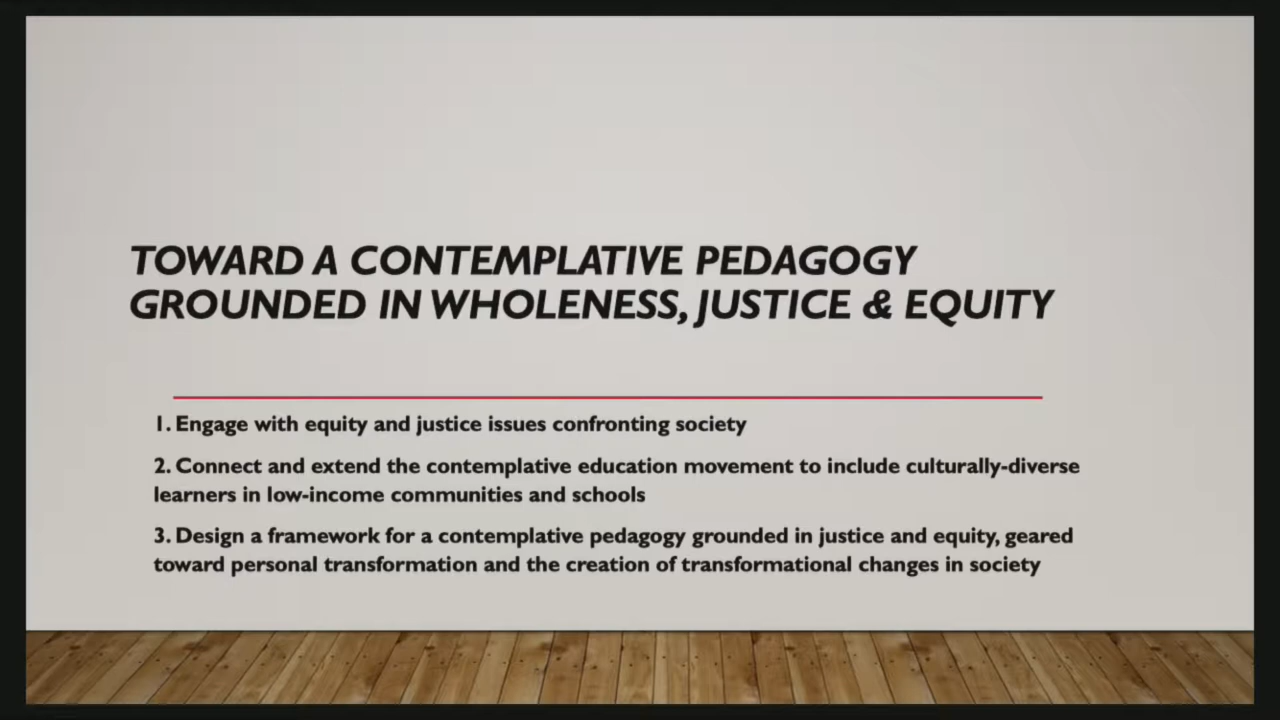 TOWARD A CONTEMPLATIVE PEDAGOGY
GROUNDED IN WHOLENESS, JUSTICE & EQUITY
1. Engage with equity and justice issues confronting society
2. Connect and extend the contemplative education movement to include culturally-diverse
learners in low-income communities and schools
3. Design a framework for a contemplative pedagogy grounded in justice and equity, geared
toward personal transformation and the creation of transformational changes in society